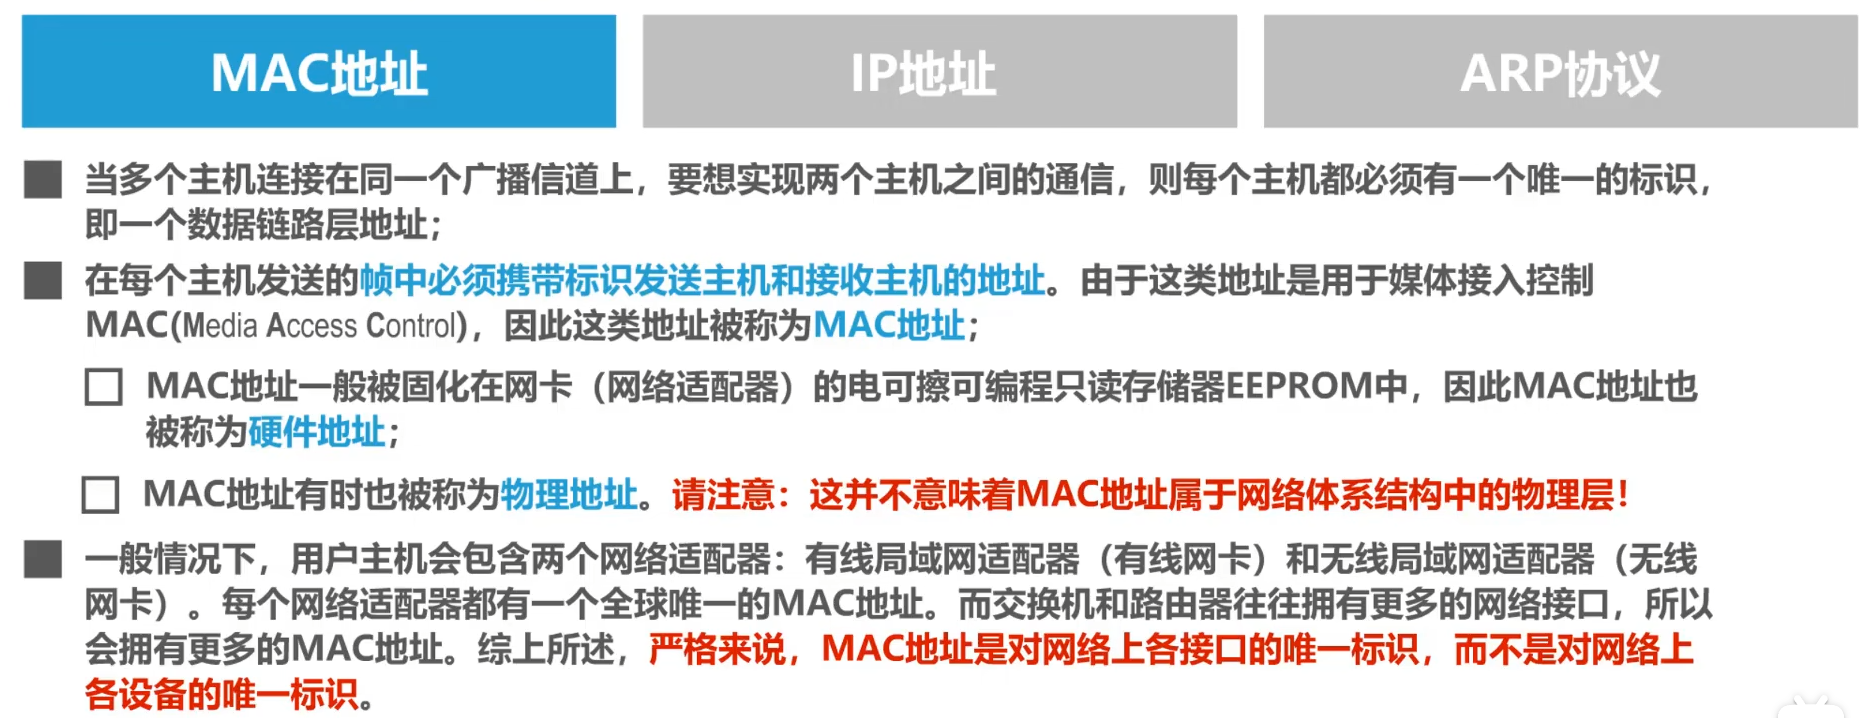 MAC地址
IP地址
ARP协议
当多个主机连接在同一个广播信道上，要想实现两个主机之间的通信，则每个主机都必须有一个唯一的标识，
即一个数据链路层地址；
在每个主机发送的帧中必须携带标识发送主机和接收主机的地址。由于这类地址是用于媒体接入控制
MAC(Media Access Control)，因此这类地址被称为MAC地址；
MAC地址一般被固化在网卡（网络适配器）的电可擦可编程只读存储器EEPROM中，因此MAC地址也
被称为硬件地址；
MAC地址有时也被称为物理地址。请注意：这并不意味着MAC地址属于网络体系结构中的物理层！
一般情况下，用户主机会包含两个网络适配器：有线局域网适配器（有线网卡）和无线局域网适配器（无线
网卡）。每个网络适配器都有一个全球唯一的MAC地址。而交换机和路由器往往拥有更多的网络接口，所以
会拥有更多的MAC地址。综上所述，严格来说，MAC地址是对网络上各接口的唯一标识，而不是对网络上
各设备的唯一标识。